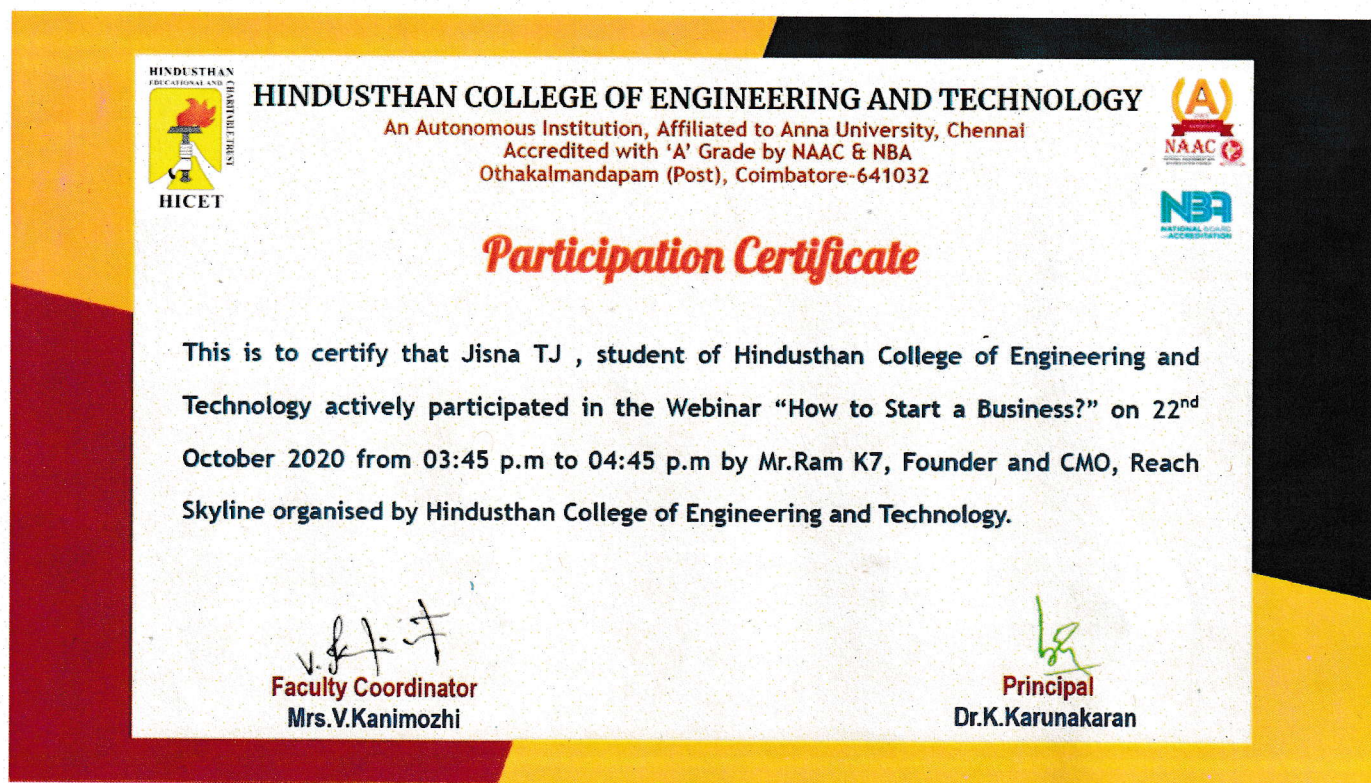 HINDUSTHAN
EDUCATIONAL AND
CHARITABLE TRUST
HICET
HINDUSTHAN COLLEGE OF ENGINEERING AND TECHNOLOGY
An Autonomous Institution, Affiliated to Anna University, Chennai
Accredited with ‘A’ Grade by NAAC & NBA
Othakalmandapam (Post), Coimbatore-641032
A
NAAC
NBA
NATIONAL BOARD
ACCREDITATION
Participation Certificate
This is to certify that Jisna TJ , student of Hindusthan College of Engineering and
Technology actively participated in the Webinar “How to Start a Business?” on 22nd
October 2020 from 03:45 p.m to 04:45 p.m by Mr.Ram K7, Founder and CMO, Reach
Skyline organised by Hindusthan College of Engineering and Technology.
Faculty Coordinator
Mrs.V.Kanimozhi
Principal
Dr.K.Karunakaran